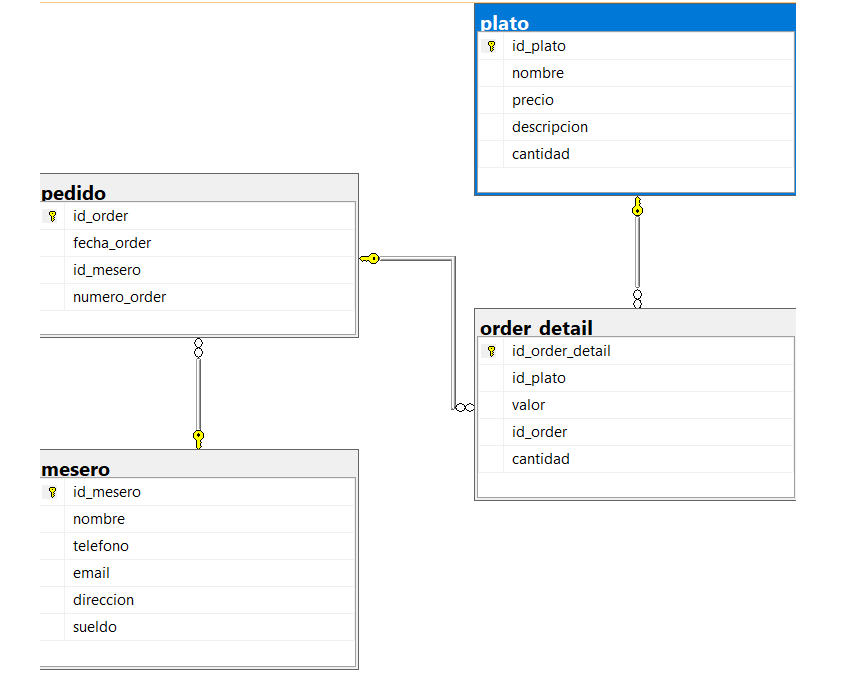 plato
id_plato
nombre
precio
descripcion
cantidad
pedido
id_order
fecha_order
id_mesero
numero_order
order_detail
id_order_detail
id_plato
valor
id_order
cantidad
mesero
id_mesero
nombre
telefono
email
direccion
sueldo